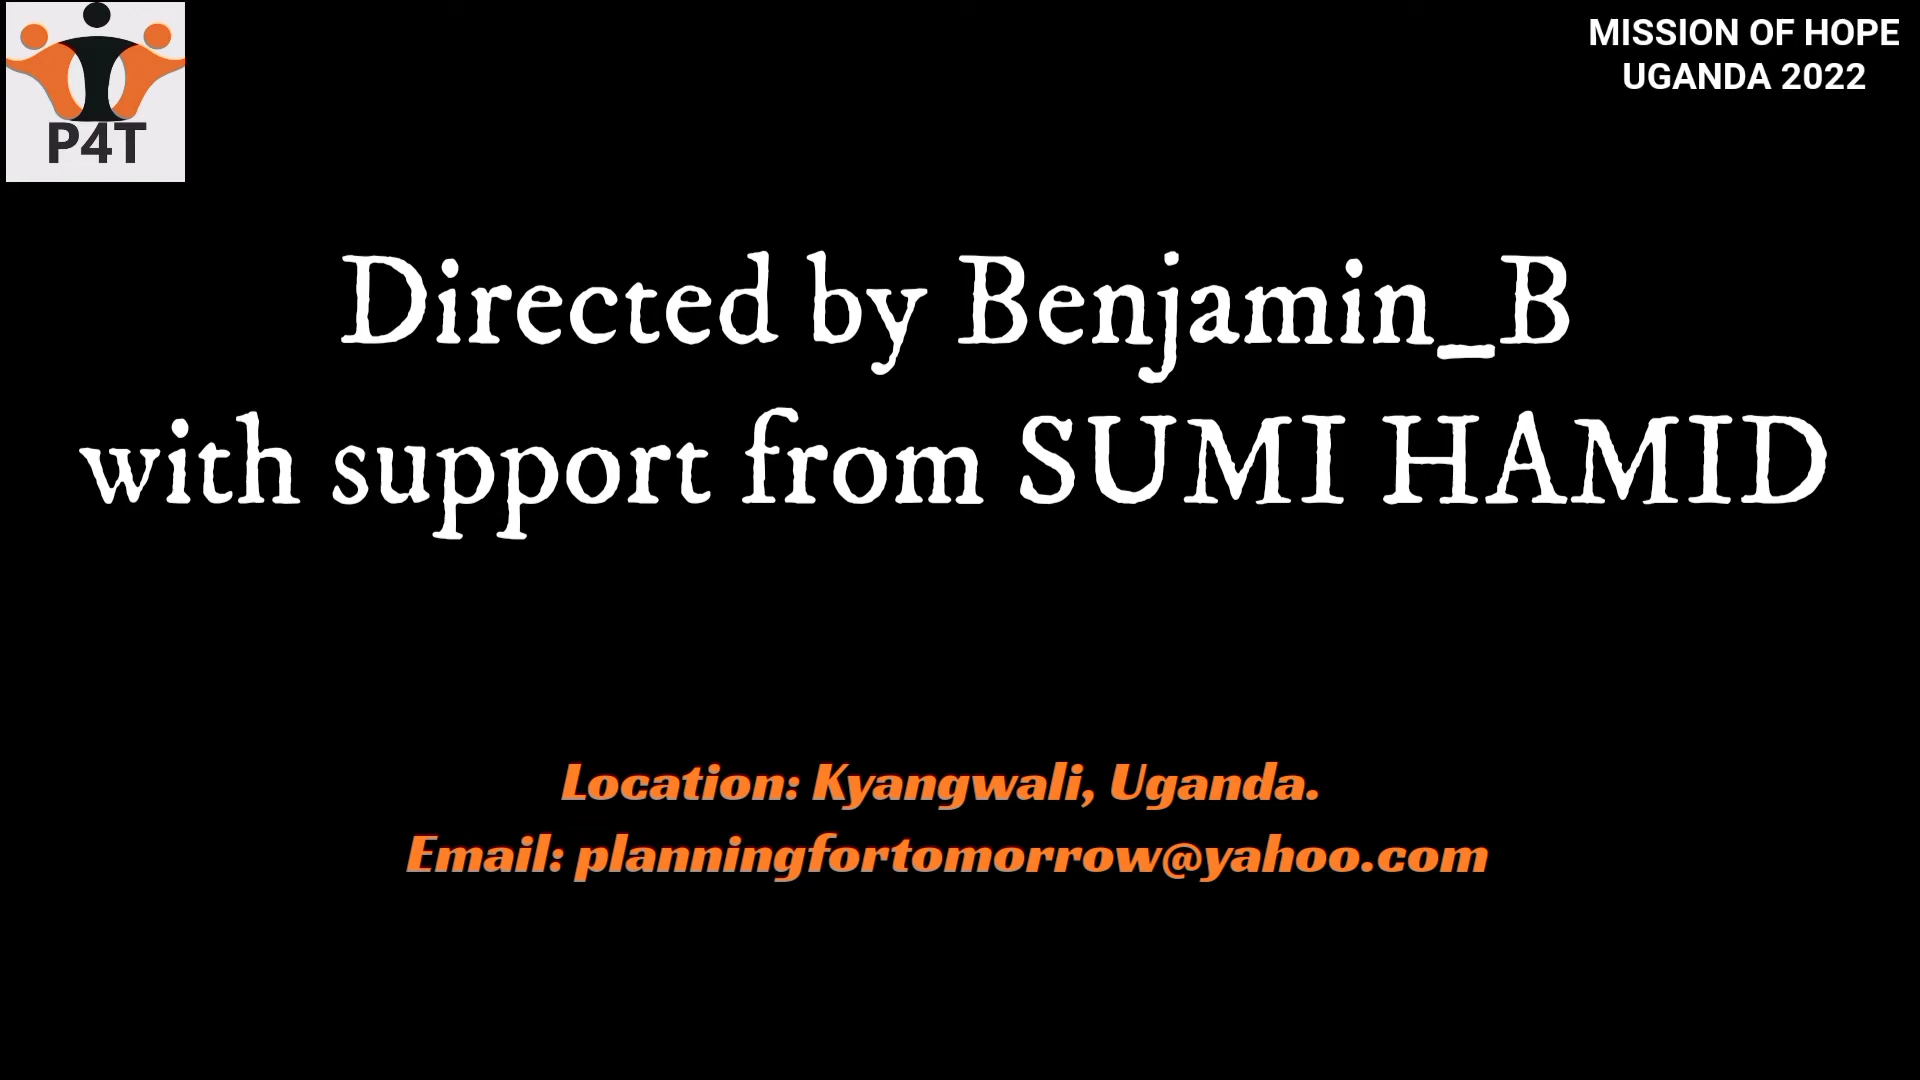 P4T
MISSION OF HOPE
UGANDA 2022
Directed by Benjamin_B
with support from SUMI HAMID
Location: Kyangwali, Uganda.
Email: planningfortomorrow@yahoo.com